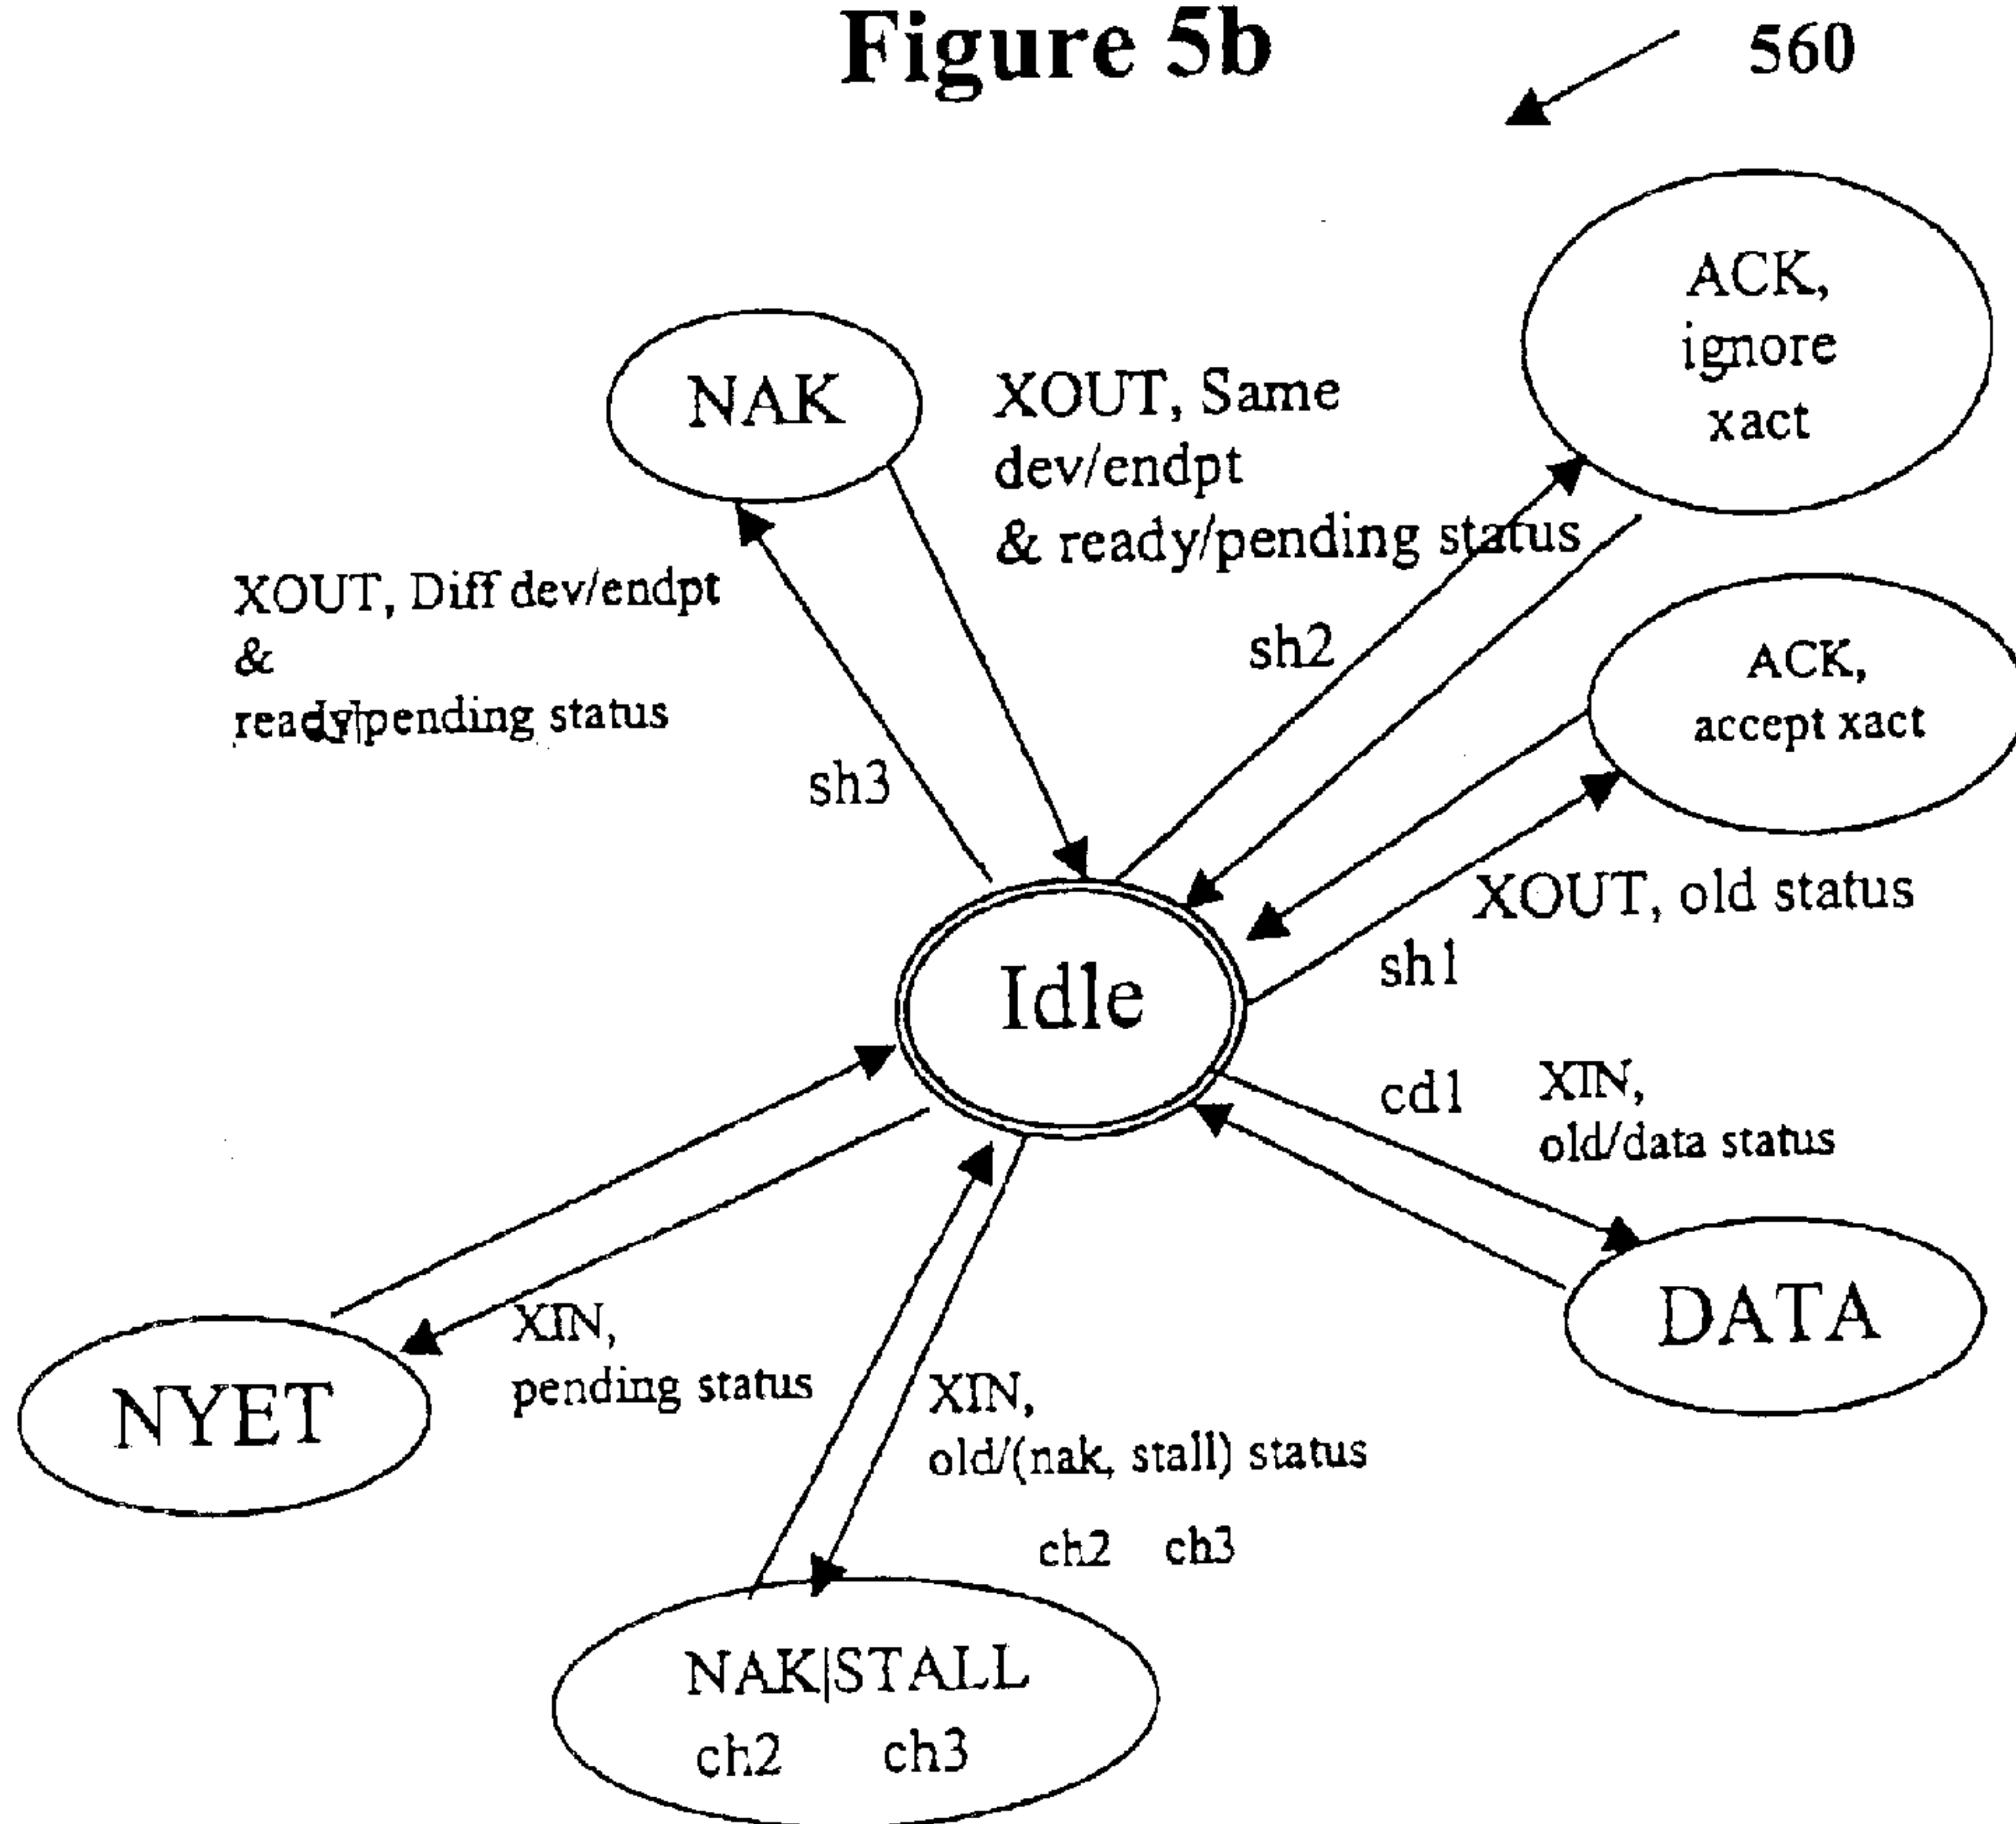 Figure 5b
560
ACK,
ignore
xact
NAK
XOUT, Same
dev/endpt
& ready/pending status
XOUT, Diff dev/endpt
&
ready|pending status
sh2
ACK,
accept xact
sh3
XOUT, old status
sh1
Idle
cd1
XIN,
old/data status
DATA
XIN,
pending status
NYET
XIN,
old/(nak, stall) status
ch2 ch3
NAK|STALL
ch2 ch3